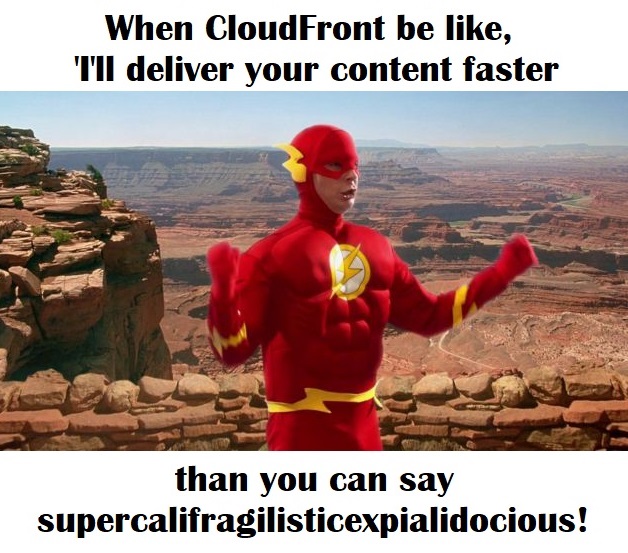 When CloudFront be like,
'I'll deliver your content faster
than you can say
supercalifragilisticexpialidocious!